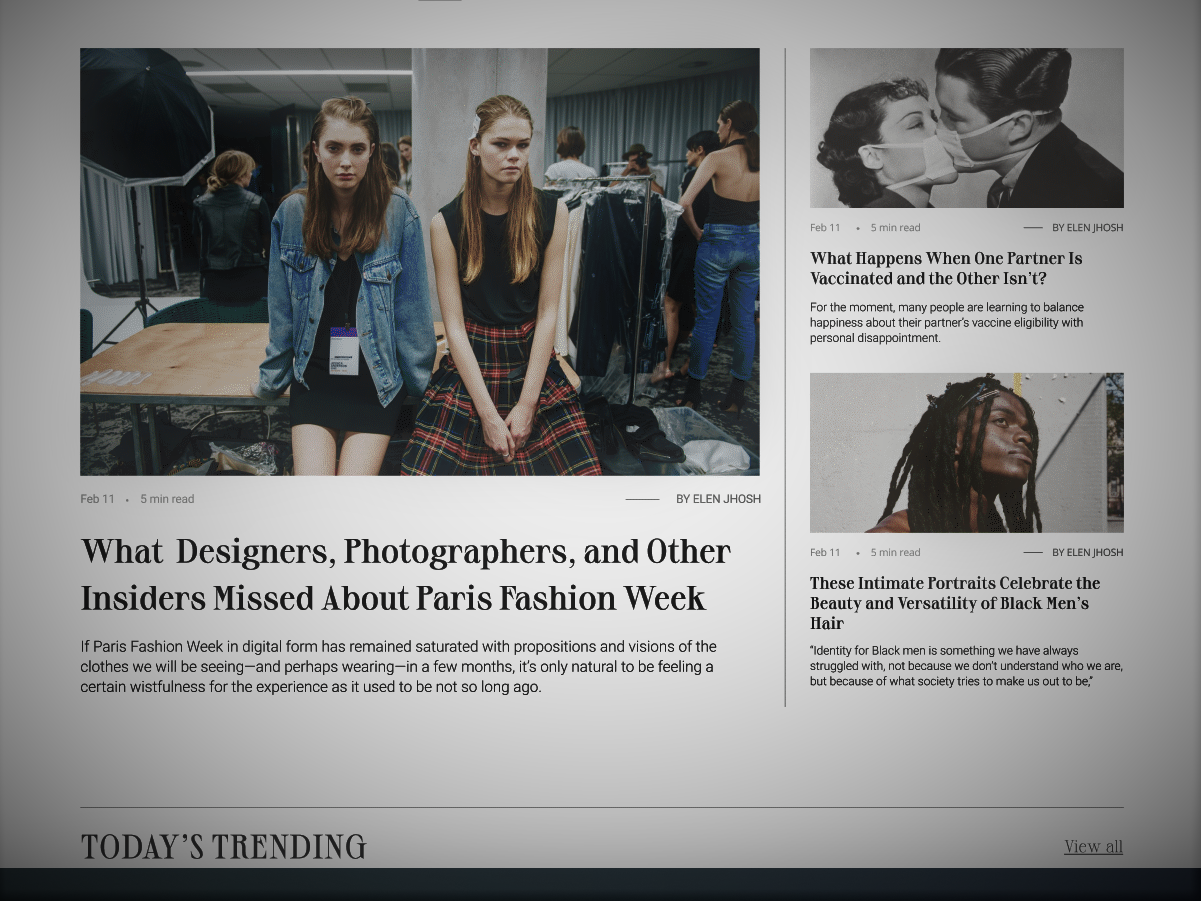 Feb 11 • 5 min read
BY ELEN JHOSH
What Designers, Photographers, and Other
Insiders Missed About Paris Fashion Week
If Paris Fashion Week in digital form has remained saturated with propositions and visions of the
clothes we will be seeing—and perhaps wearing—in a few months, it's only natural to be feeling a
certain wistfulness for the experience as it used to be not so long ago.
Feb 11 • 5 min read
BY ELEN JHOSH
What Happens When One Partner Is
Vaccinated and the Other Isn't?
For the moment, many people are learning to balance
happiness about their partner's vaccine eligibility with
personal disappointment.
Feb 11 • 5 min read
BY ELEN JHOSH
These Intimate Portraits Celebrate the
Beauty and Versatility of Black Men's
Hair
“Identity for Black men is something we have always
struggled with, not because we don't understand who we are,
but because of what society tries to make us out to be,”
TODAY'S TRENDING
View all